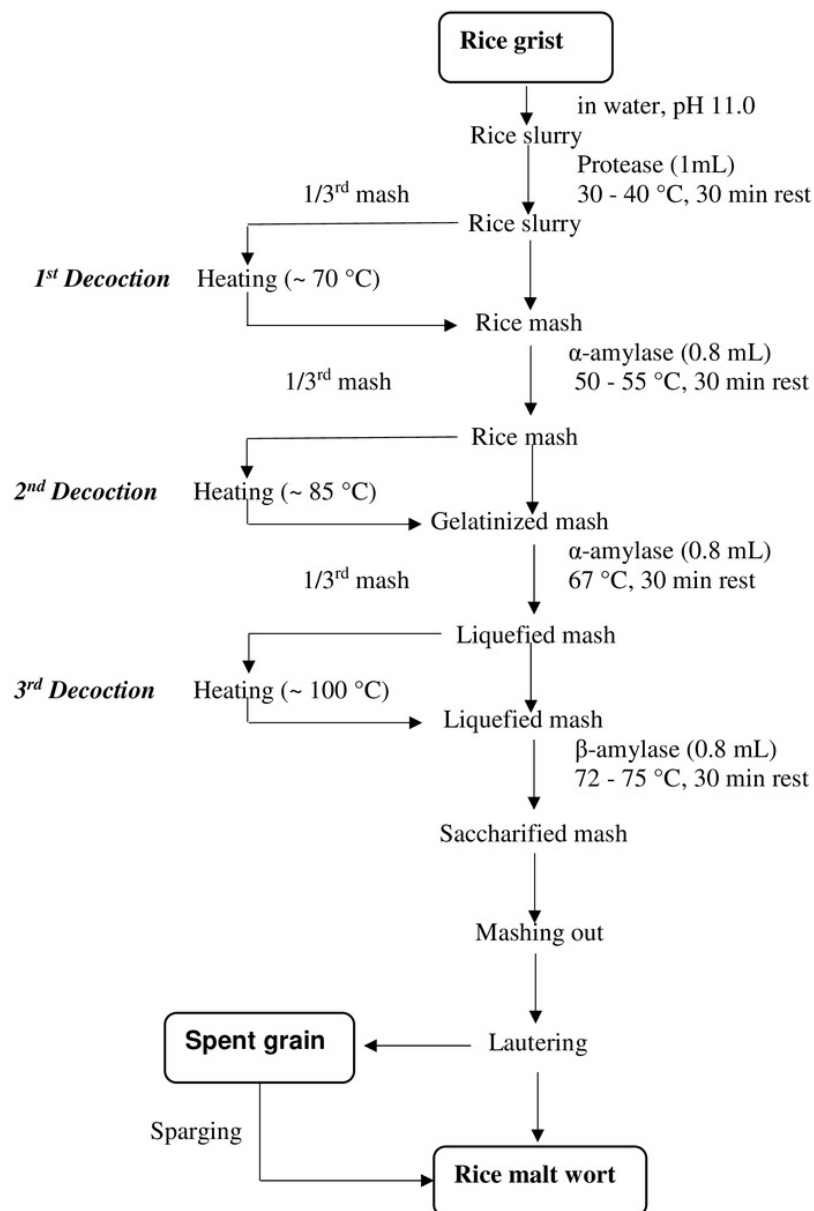 Rice grist
in water, pH 11.0
Rice slurry
Protease (1mL)
30 - 40 °C, 30 min rest
1/3rd mash
Rice slurry
1st Decoction
Heating (~ 70 °C)
Rice mash
α-amylase (0.8 mL)
50 - 55 °C, 30 min rest
1/3rd mash
Rice mash
2nd Decoction
Heating (~ 85 °C)
Gelatinized mash
α-amylase (0.8 mL)
67 °C, 30 min rest
1/3rd mash
Liquefied mash
3rd Decoction
Heating (~ 100 °C)
Liquefied mash
β-amylase (0.8 mL)
72 - 75 °C, 30 min rest
Saccharified mash
Mashing out
Spent grain
Lautering
Sparging
Rice malt wort